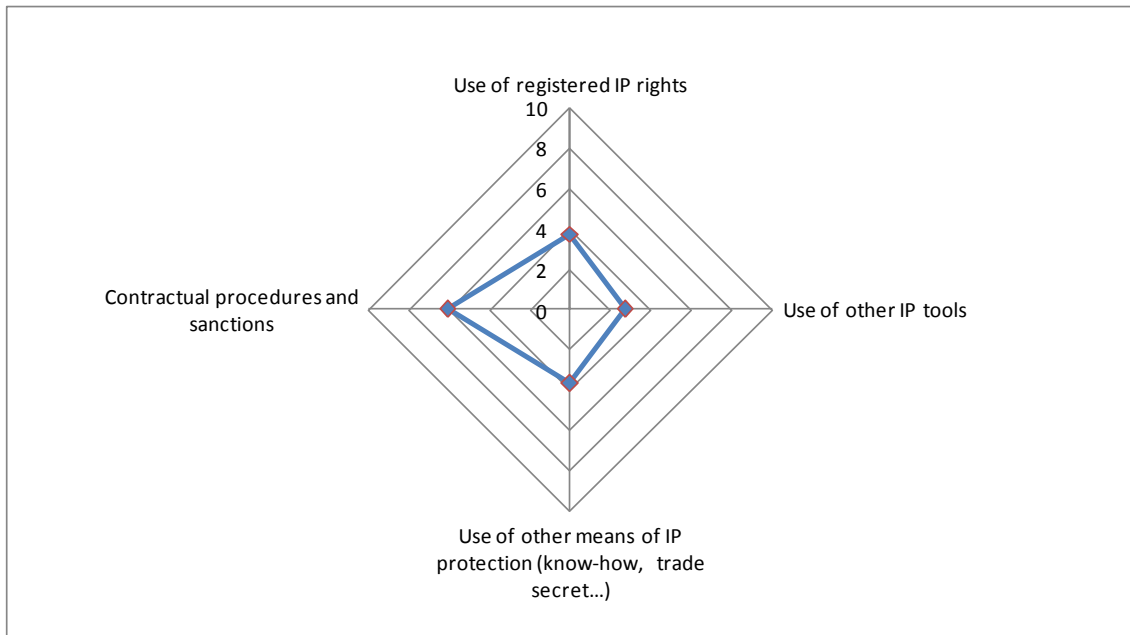 Use of registered IP rights
10
8
6
4
2
0
Contractual procedures and
sanctions
Use of other IP tools
Use of other means of IP
protection (know-how, trade
secret...)